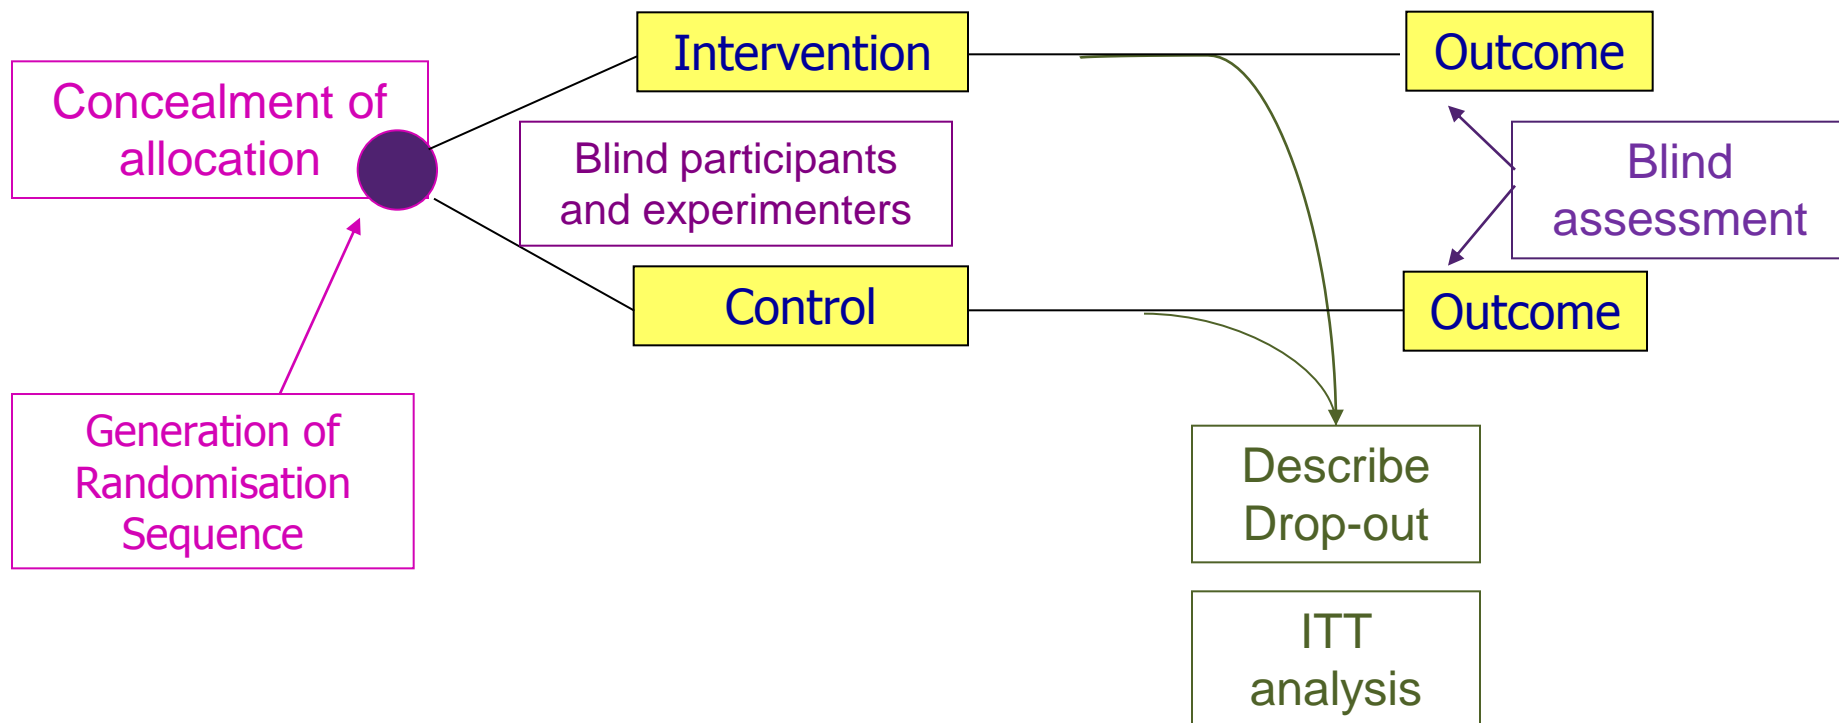 Intervention
Outcome
Concealment of
allocation
Blind participants
and experimenters
Blind
assessment
Control
Outcome
Generation of
Randomisation
Sequence
Describe
Drop-out
ITT
analysis